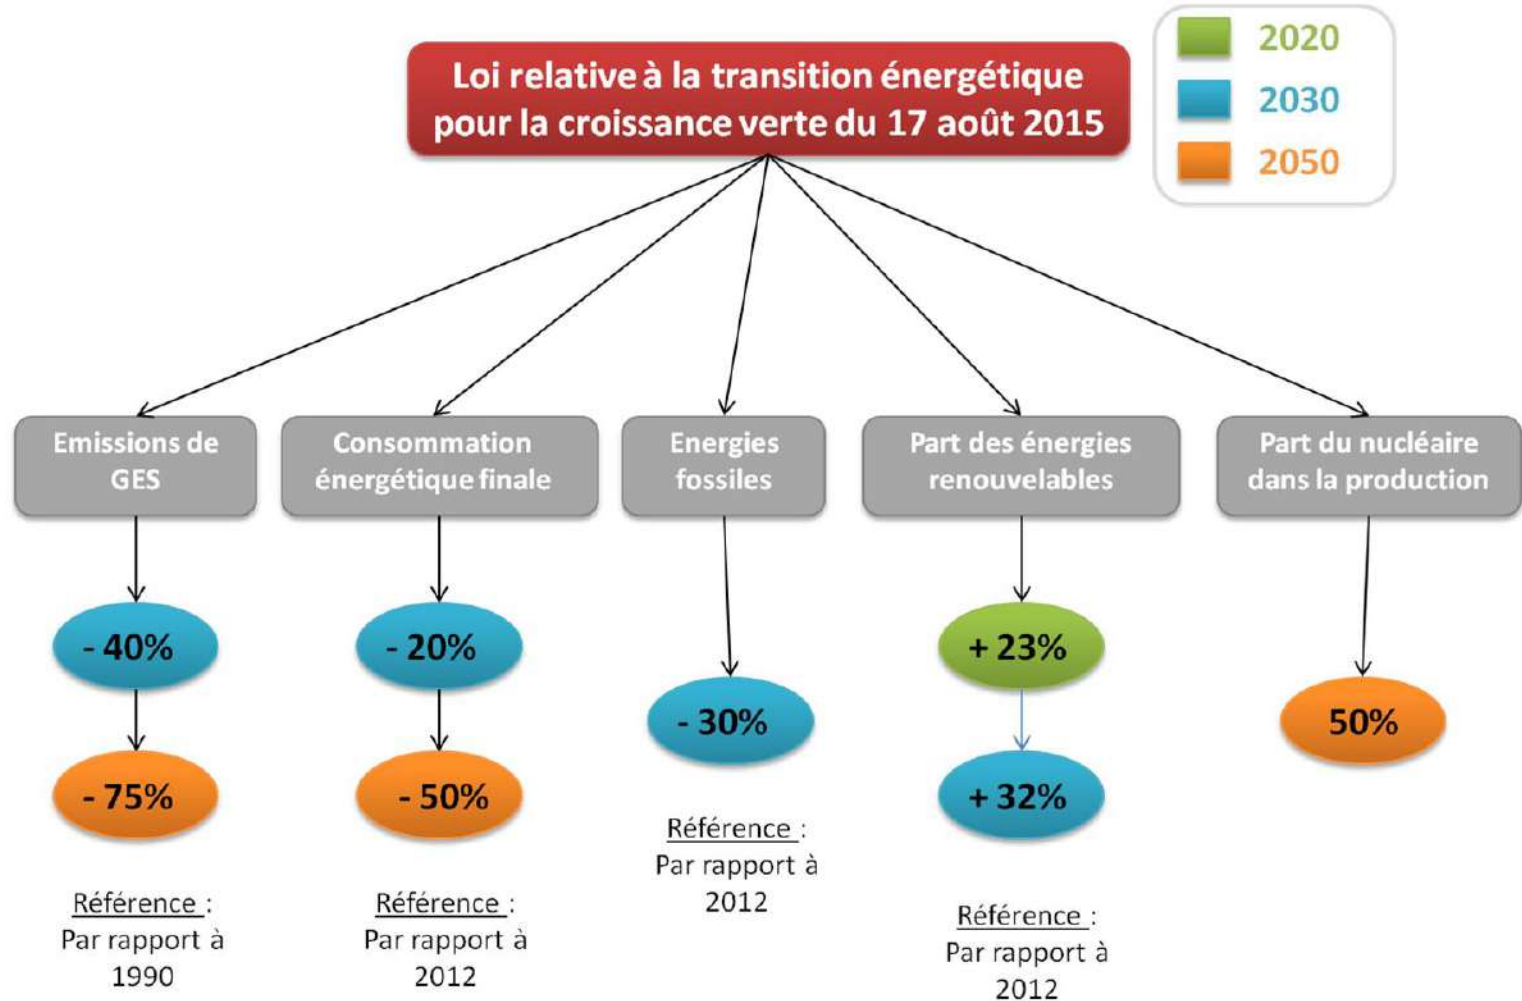 Loi relative à la transition énergétique
pour la croissance verte du 17 août 2015
2020
2030
2050
Emissions de
GES
Consommation
énergétique finale
Energies
fossiles
Part des énergies
renouvelables
Part du nucléaire
dans la production
- 40%
- 75%
Référence :
Par rapport à
1990
- 20%
- 50%
Référence :
Par rapport à
2012
- 30%
Référence :
Par rapport à
2012
+ 23%
+ 32%
Référence :
Par rapport à
2012
50%